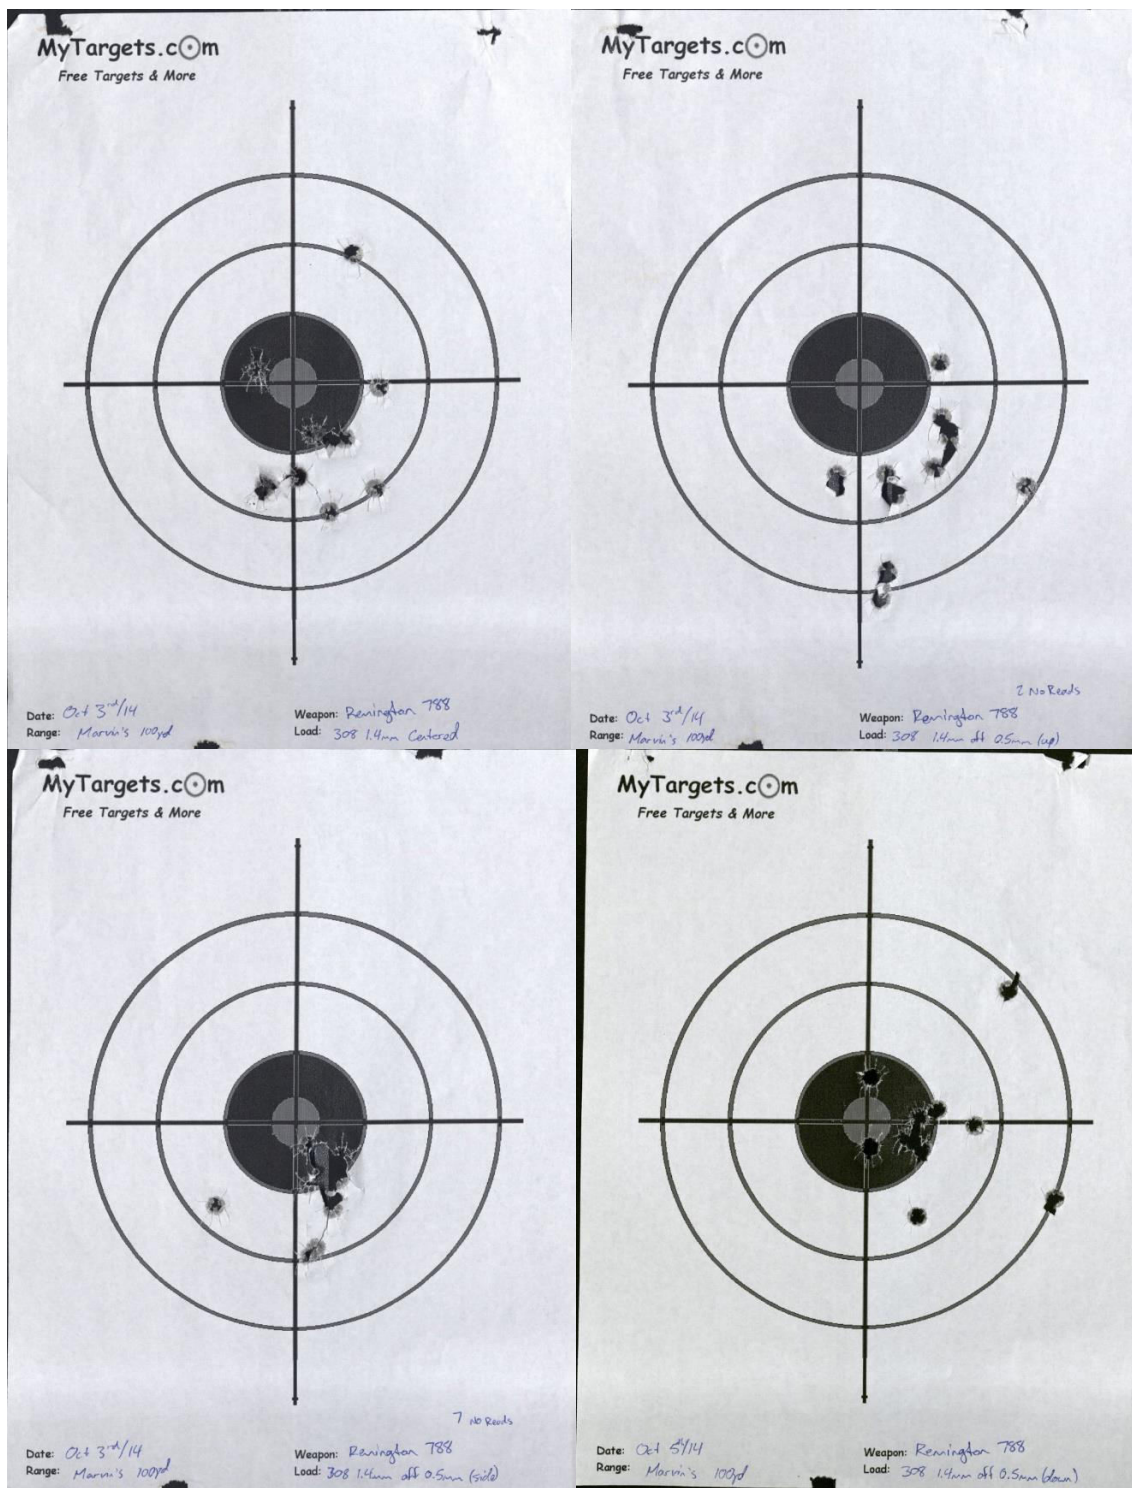 MyTargets.com
Free Targets & More
Date: Oct 3rd/14
Range: Marvin's 100yd
Weapon: Remington 788
Load: 308 1.4mm Centered
MyTargets.com
Free Targets & More
2 No Reads
Date: Oct 3rd/14
Range: Marvin's 100yd
Weapon: Remington 788
Load: 308 1.4mm off 0.5mm (up)
MyTargets.com
Free Targets & More
7 No Reads
Date: Oct 3rd/14
Range: Marvin's 100yd
Weapon: Remington 788
Load: 308 1.4mm off 0.5mm (side)
MyTargets.com
Free Targets & More
Date: Oct 5th/14
Range: Marvin's 100yd
Weapon: Remington 788
Load: 308 1.4mm off 0.5mm (down)